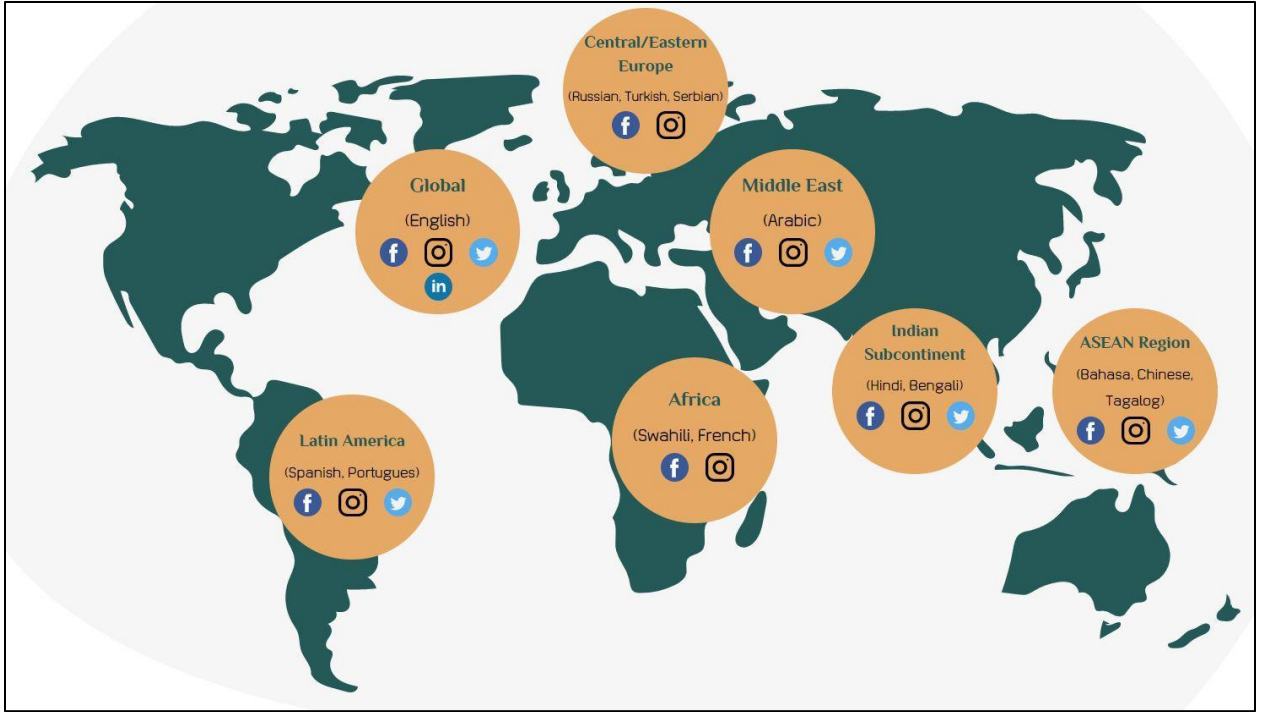 Central/Eastern
Europe
(Russian, Turkish, Serbian)
Global
(English)
in
Middle East
(Arabic)
Indian
Subcontinent
(Hindi, Bengali)
ASEAN Region
(Bahasa, Chinese,
Tagalog)
Africa
(Swahili, French)
Latin America
(Spanish, Portugues)